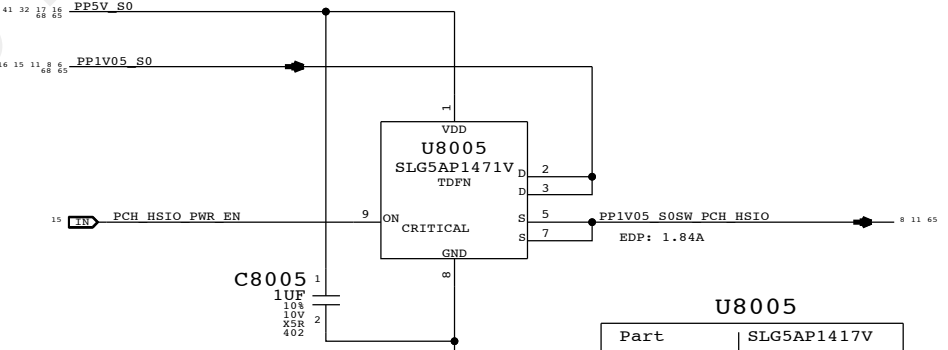 41 32 17 16
68 65
PP5V_S0
16 15 11 8 6
68 65
PP1V05_S0
1
VDD
U8005
SLG5AP1471V
TDFN
D 2
D 3
15 IN PCH_HSIO_PWR_EN 9 ON
S 5 PP1V05_S0SW_PCH_HSIO 8 11 65
CRITICAL
S 7 EDP: 1.84A
GND
8
C8005 1
1UF
10%
10V
X5R 2
402
U8005
Part SLG5AP1417V